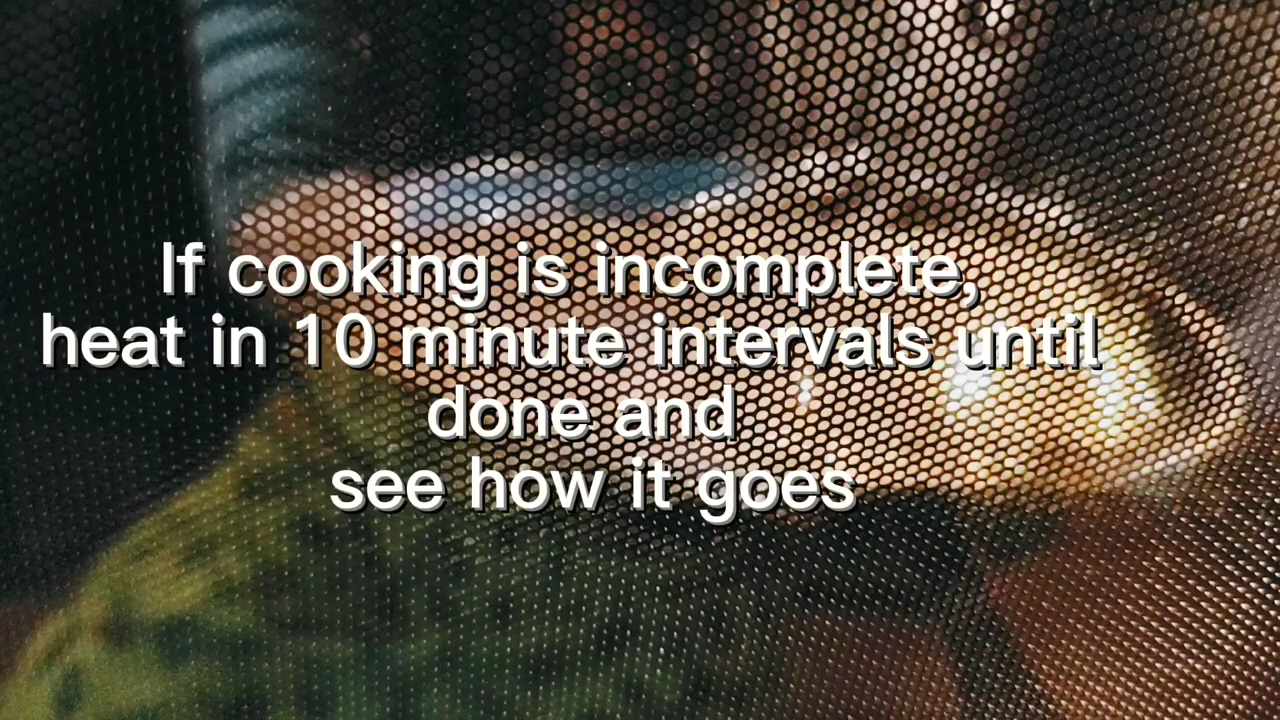 If cooking is incomplete,
heat in 10 minute intervals until
done and
see how it goes